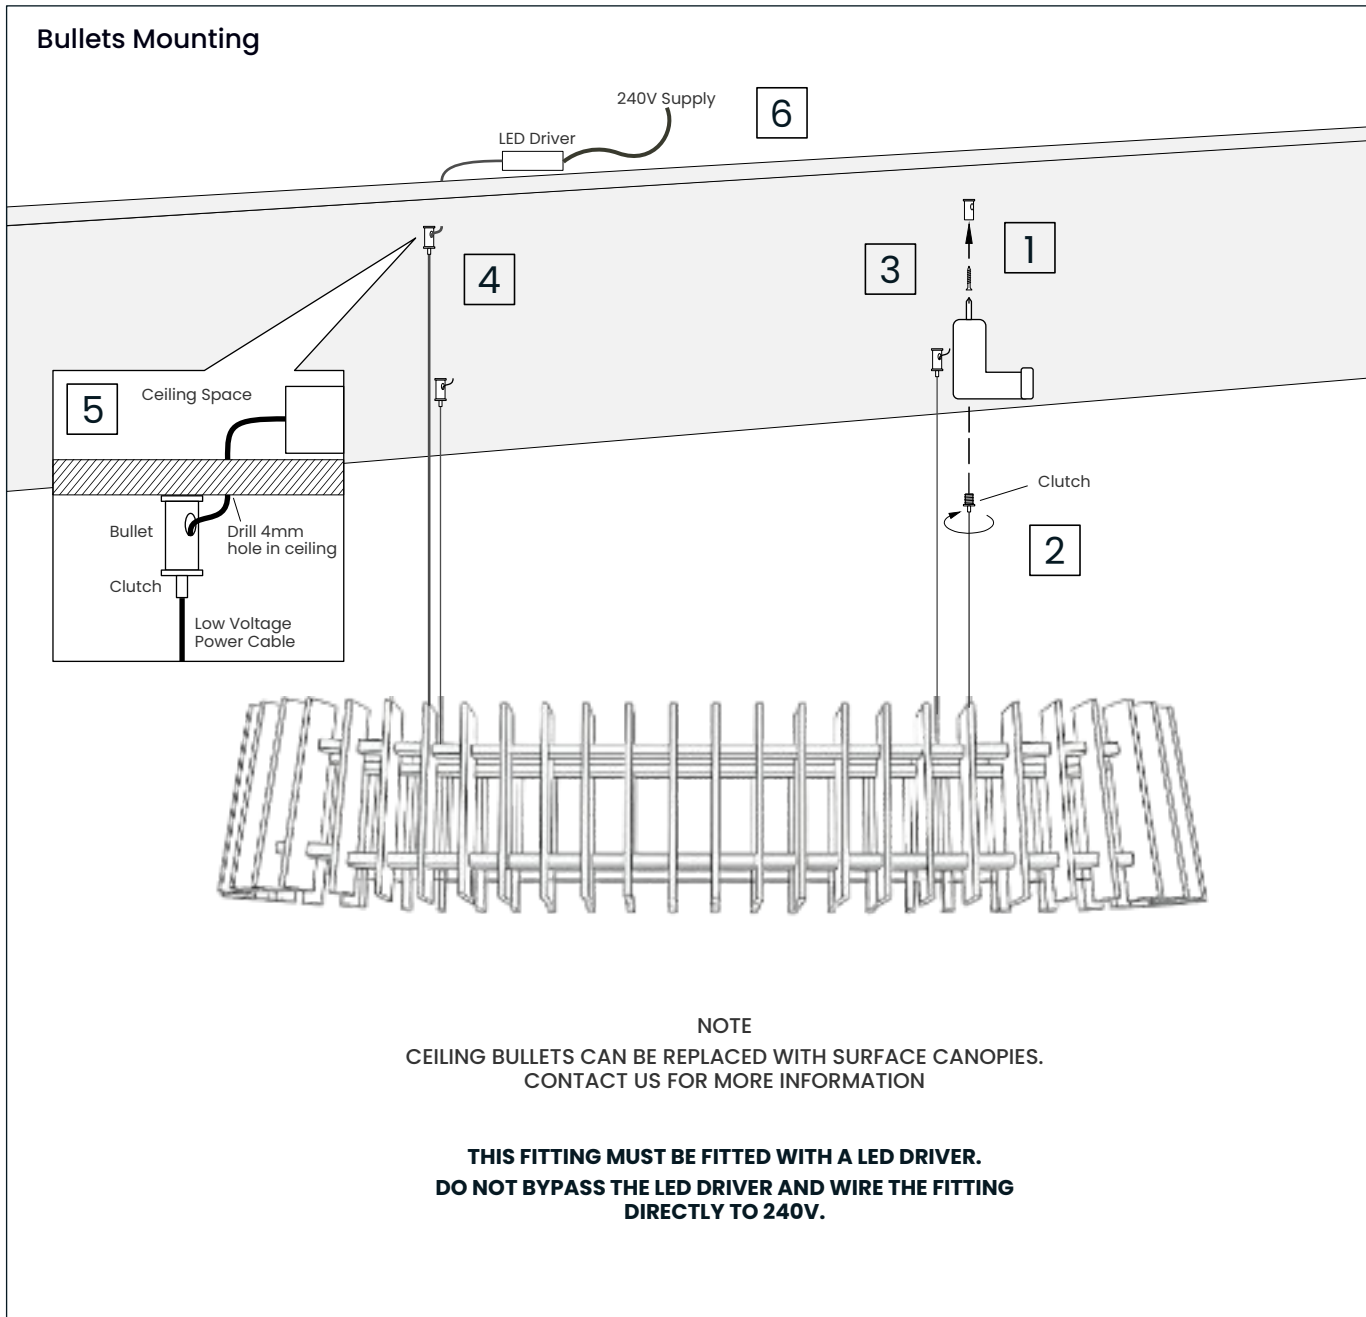 Bullets Mounting
240V Supply
6
LED Driver
1
3
4
5
Ceiling Space
Clutch
Bullet
Drill 4mm
hole in ceiling
2
Clutch
Low Voltage
Power Cable
NOTE
CEILING BULLETS CAN BE REPLACED WITH SURFACE CANOPIES.
CONTACT US FOR MORE INFORMATION
THIS FITTING MUST BE FITTED WITH A LED DRIVER.
DO NOT BYPASS THE LED DRIVER AND WIRE THE FITTING
DIRECTLY TO 240V.